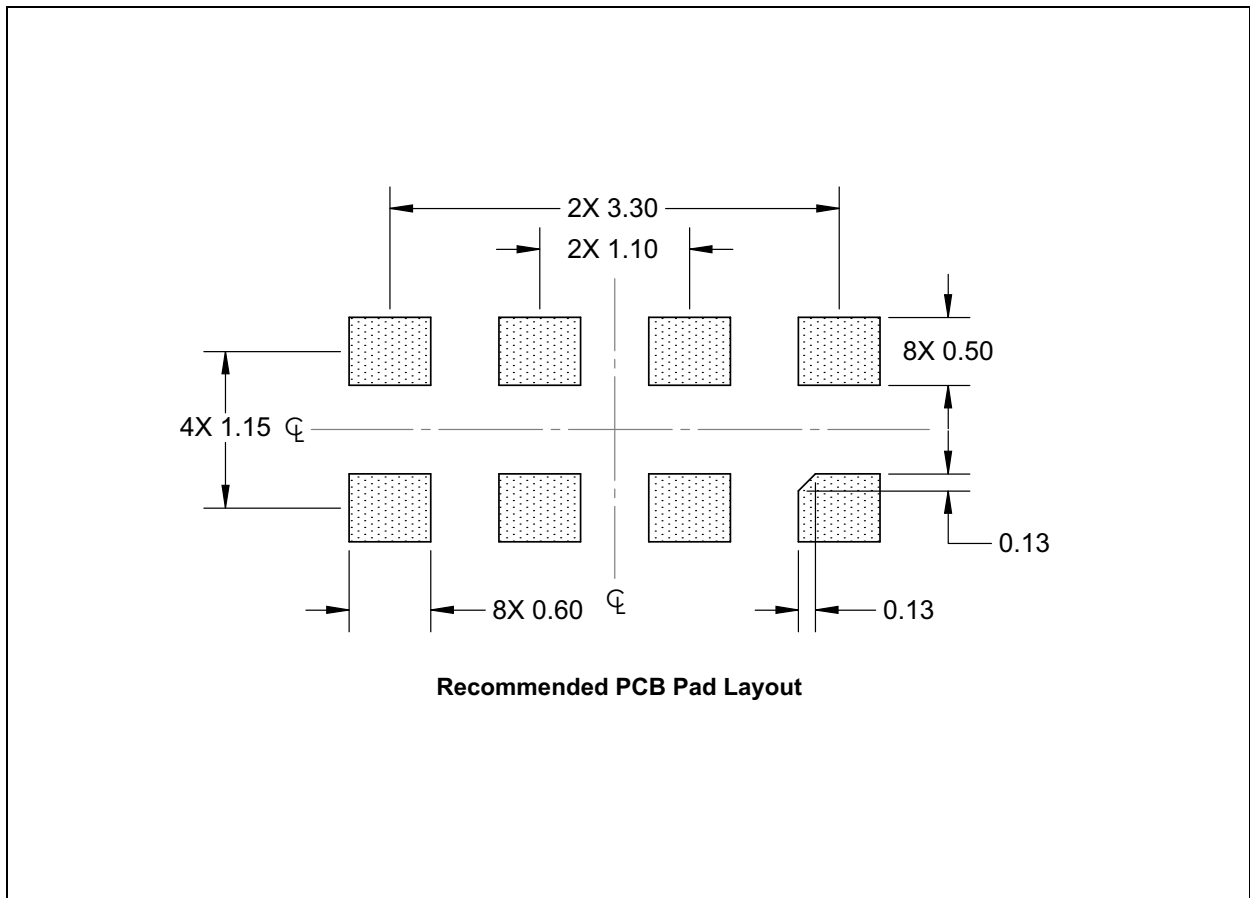 2X 3.30
2X 1.10
8X 0.50
4X 1.15 ℄
0.13
8X 0.60 ℄ 0.13
Recommended PCB Pad Layout